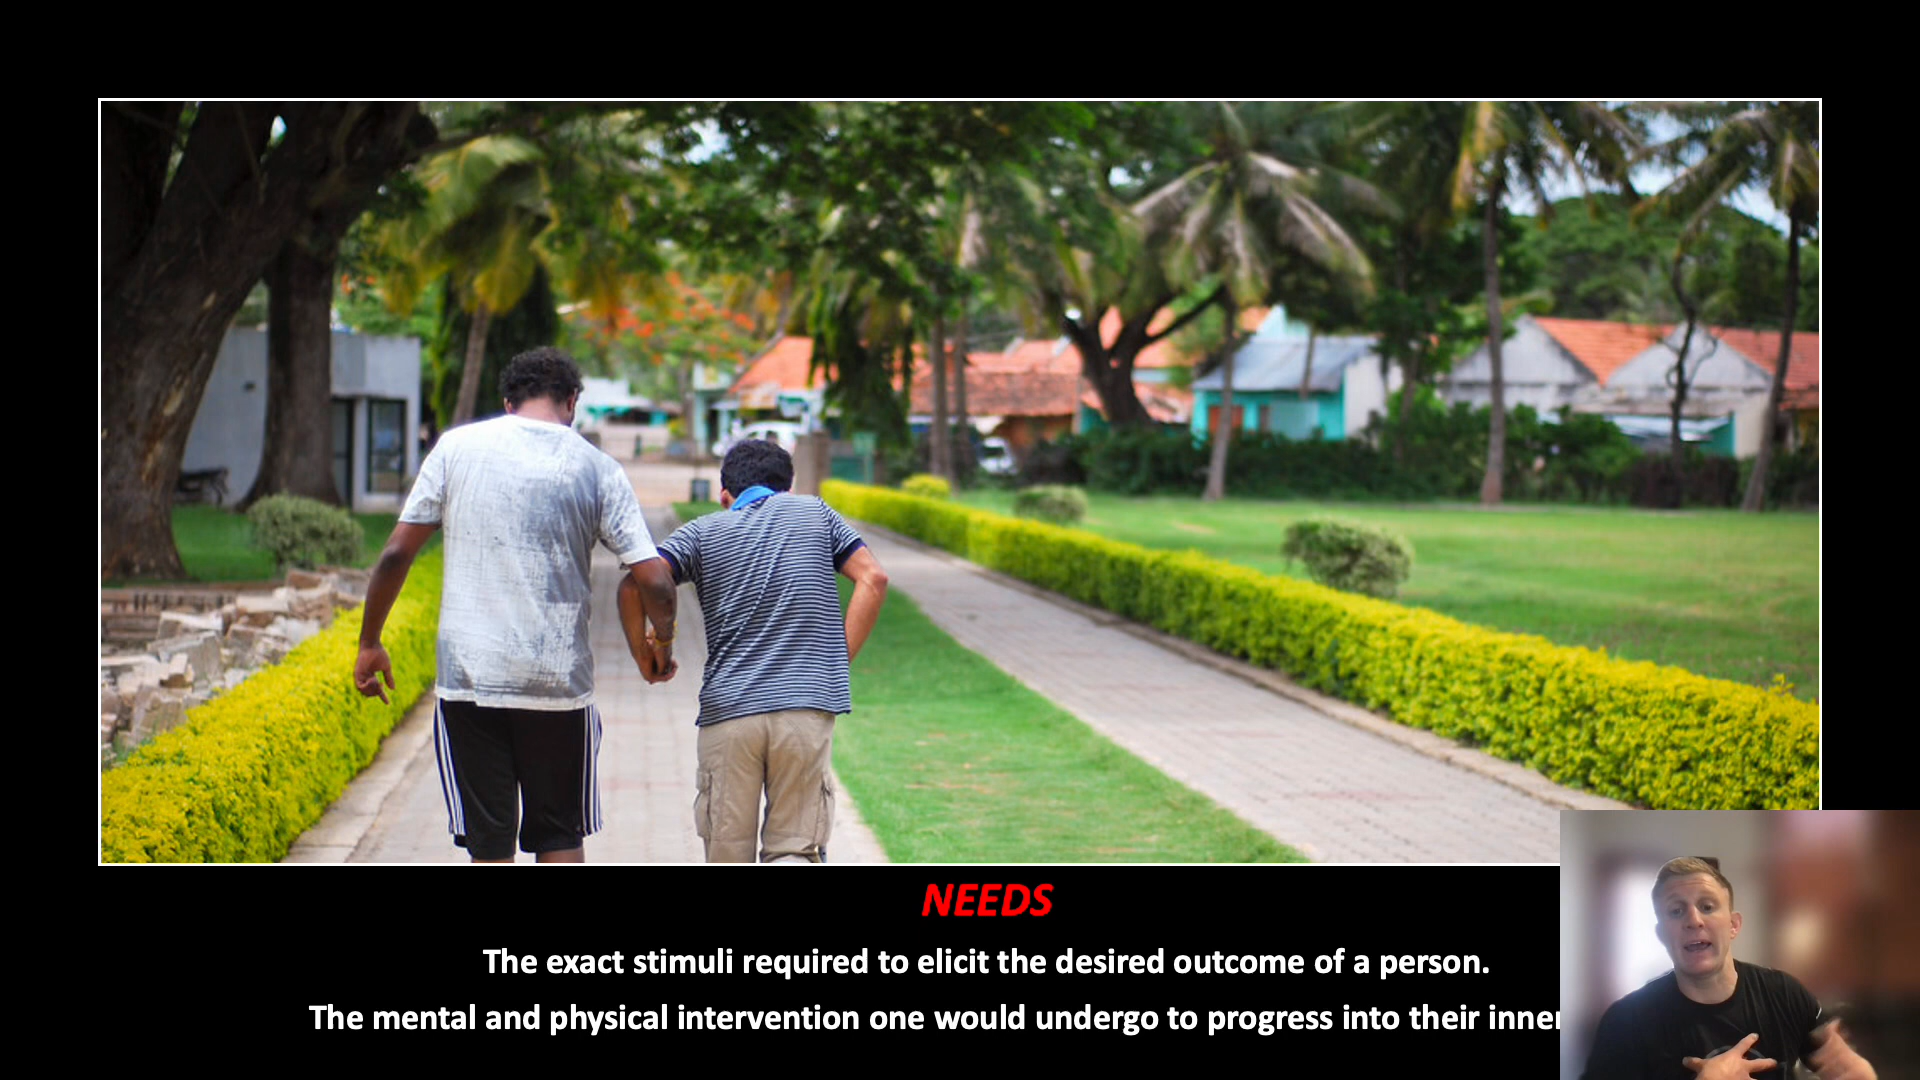 NEEDS
The exact stimuli required to elicit the desired outcome of a person.
The mental and physical intervention one would undergo to progress into their inner